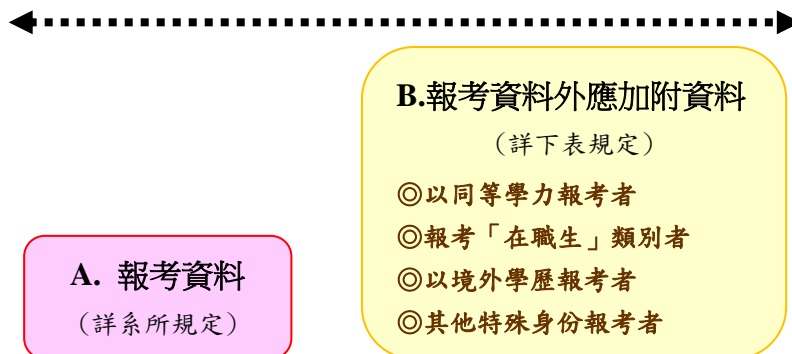 B.報考資料外應加附資料
（詳下表規定）
◎以同等學力報考者
◎報考「在職生」類別者
◎以境外學歷報考者
◎其他特殊身份報考者
A. 報考資料
（詳系所規定）